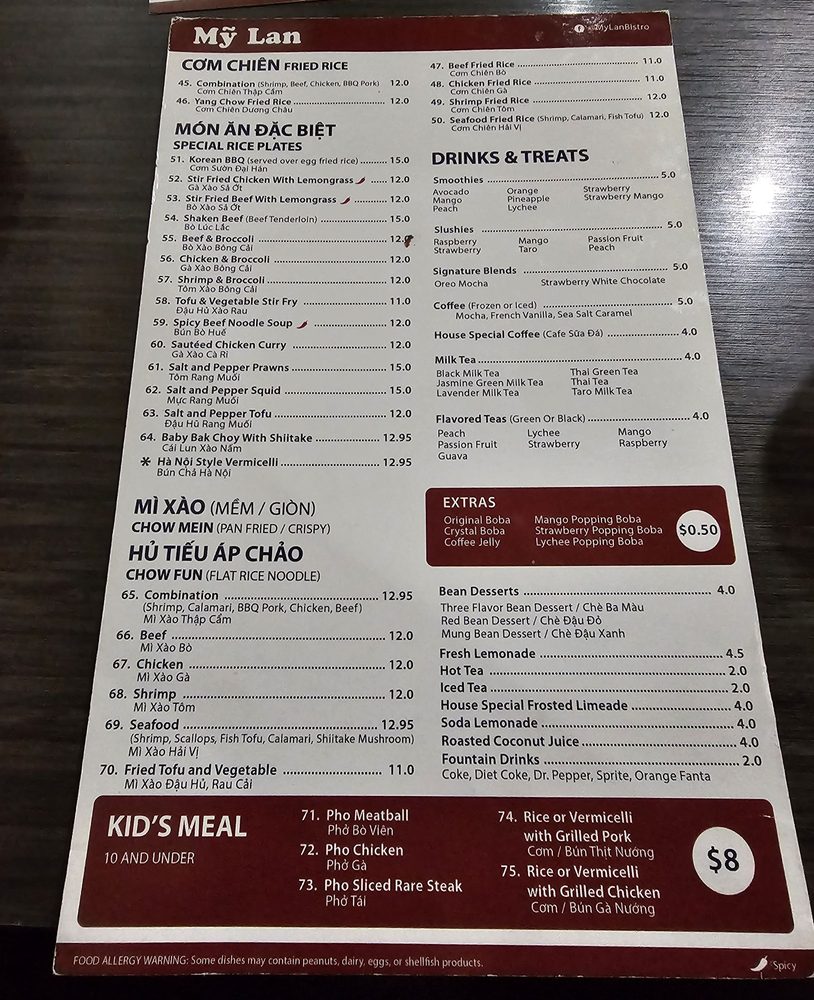 Mỹ Lan
MyLanBistro
CƠM CHIÊN FRIED RICE
45. Combination (Shrimp, Beef, Chicken, BBQ Pork) 12.0
Cơm Chiên Thập Cẩm
46. Yang Chow Fried Rice 12.0
Cơm Chiên Dương Châu
47. Beef Fried Rice 11.0
Cơm Chiên Bò
48. Chicken Fried Rice 11.0
Cơm Chiên Gà
49. Shrimp Fried Rice 12.0
Cơm Chiên Tôm
50. Seafood Fried Rice (Shrimp, Calamari, Fish Tofu) 12.0
Cơm Chiên Hải Vị
MÓN ĂN ĐẶC BIỆT
SPECIAL RICE PLATES
51. Korean BBQ (served over egg fried rice) 15.0
Cơm Sườn Đại Hàn
52. Stir Fried Chicken With Lemongrass 12.0
Gà Xào Sả Ớt
53. Stir Fried Beef With Lemongrass 12.0
Bò Xào Sả Ớt
54. Shaken Beef (Beef Tenderloin) 15.0
Bò Lúc Lắc
55. Beef & Broccoli 12.0
Bò Xào Bông Cải
56. Chicken & Broccoli 12.0
Gà Xào Bông Cải
57. Shrimp & Broccoli 12.0
Tôm Xào Bông Cải
58. Tofu & Vegetable Stir Fry 11.0
Đậu Hủ Xào Rau
59. Spicy Beef Noodle Soup 12.0
Bún Bò Huế
60. Sautéed Chicken Curry 12.0
Gà Xào Cà Ri
61. Salt and Pepper Prawns 15.0
Tôm Rang Muối
62. Salt and Pepper Squid 15.0
Mực Rang Muối
63. Salt and Pepper Tofu 12.0
Đậu Hủ Rang Muối
64. Baby Bak Choy With Shiitake 12.95
Cải Lun Xào Nấm
* Hà Nội Style Vermicelli 12.95
Bún Chả Hà Nội
MÌ XÀO (MỀM / GIÒN)
CHOW MEIN (PAN FRIED / CRISPY)
HỦ TIẾU ÁP CHẢO
CHOW FUN (FLAT RICE NOODLE)
65. Combination 12.95
(Shrimp, Calamari, BBQ Pork, Chicken, Beef)
Mì Xào Thập Cẩm
66. Beef 12.0
Mì Xào Bò
67. Chicken 12.0
Mì Xào Gà
68. Shrimp 12.0
Mì Xào Tôm
69. Seafood 12.95
(Shrimp, Scallops, Fish Tofu, Calamari, Shiitake Mushroom)
Mì Xào Hải Vị
70. Fried Tofu and Vegetable 11.0
Mì Xào Đậu Hủ, Rau Cải
DRINKS & TREATS
Smoothies 5.0
Avocado Orange Strawberry
Mango Pineapple Strawberry Mango
Peach Lychee
Slushies 5.0
Raspberry Mango Passion Fruit
Strawberry Taro Peach
Signature Blends 5.0
Oreo Mocha Strawberry White Chocolate
Coffee (Frozen or Iced) 5.0
Mocha, French Vanilla, Sea Salt Caramel
House Special Coffee (Cafe Sữa Đá) 4.0
Milk Tea 4.0
Black Milk Tea Thai Green Tea
Jasmine Green Milk Tea Thai Tea
Lavender Milk Tea Taro Milk Tea
Flavored Teas (Green Or Black) 4.0
Peach Lychee Mango
Passion Fruit Strawberry Raspberry
Guava
EXTRAS
Original Boba Mango Popping Boba
Crystal Boba Strawberry Popping Boba
Coffee Jelly Lychee Popping Boba
$0.50
Bean Desserts 4.0
Three Flavor Bean Dessert / Chè Ba Màu
Red Bean Dessert / Chè Đậu Đỏ
Mung Bean Dessert / Chè Đậu Xanh
Fresh Lemonade 4.5
Hot Tea 2.0
Iced Tea 2.0
House Special Frosted Limeade 4.0
Soda Lemonade 4.0
Roasted Coconut Juice 4.0
Fountain Drinks 2.0
Coke, Diet Coke, Dr. Pepper, Sprite, Orange Fanta
KID'S MEAL
10 AND UNDER
71. Pho Meatball
Phở Bò Viên
72. Pho Chicken
Phở Gà
73. Pho Sliced Rare Steak
Phở Tái
74. Rice or Vermicelli
with Grilled Pork
Cơm / Bún Thịt Nướng
75. Rice or Vermicelli
with Grilled Chicken
Cơm / Bún Gà Nướng
$8
FOOD ALLERGY WARNING: Some dishes may contain peanuts, dairy, eggs, or shellfish products.
Spicy